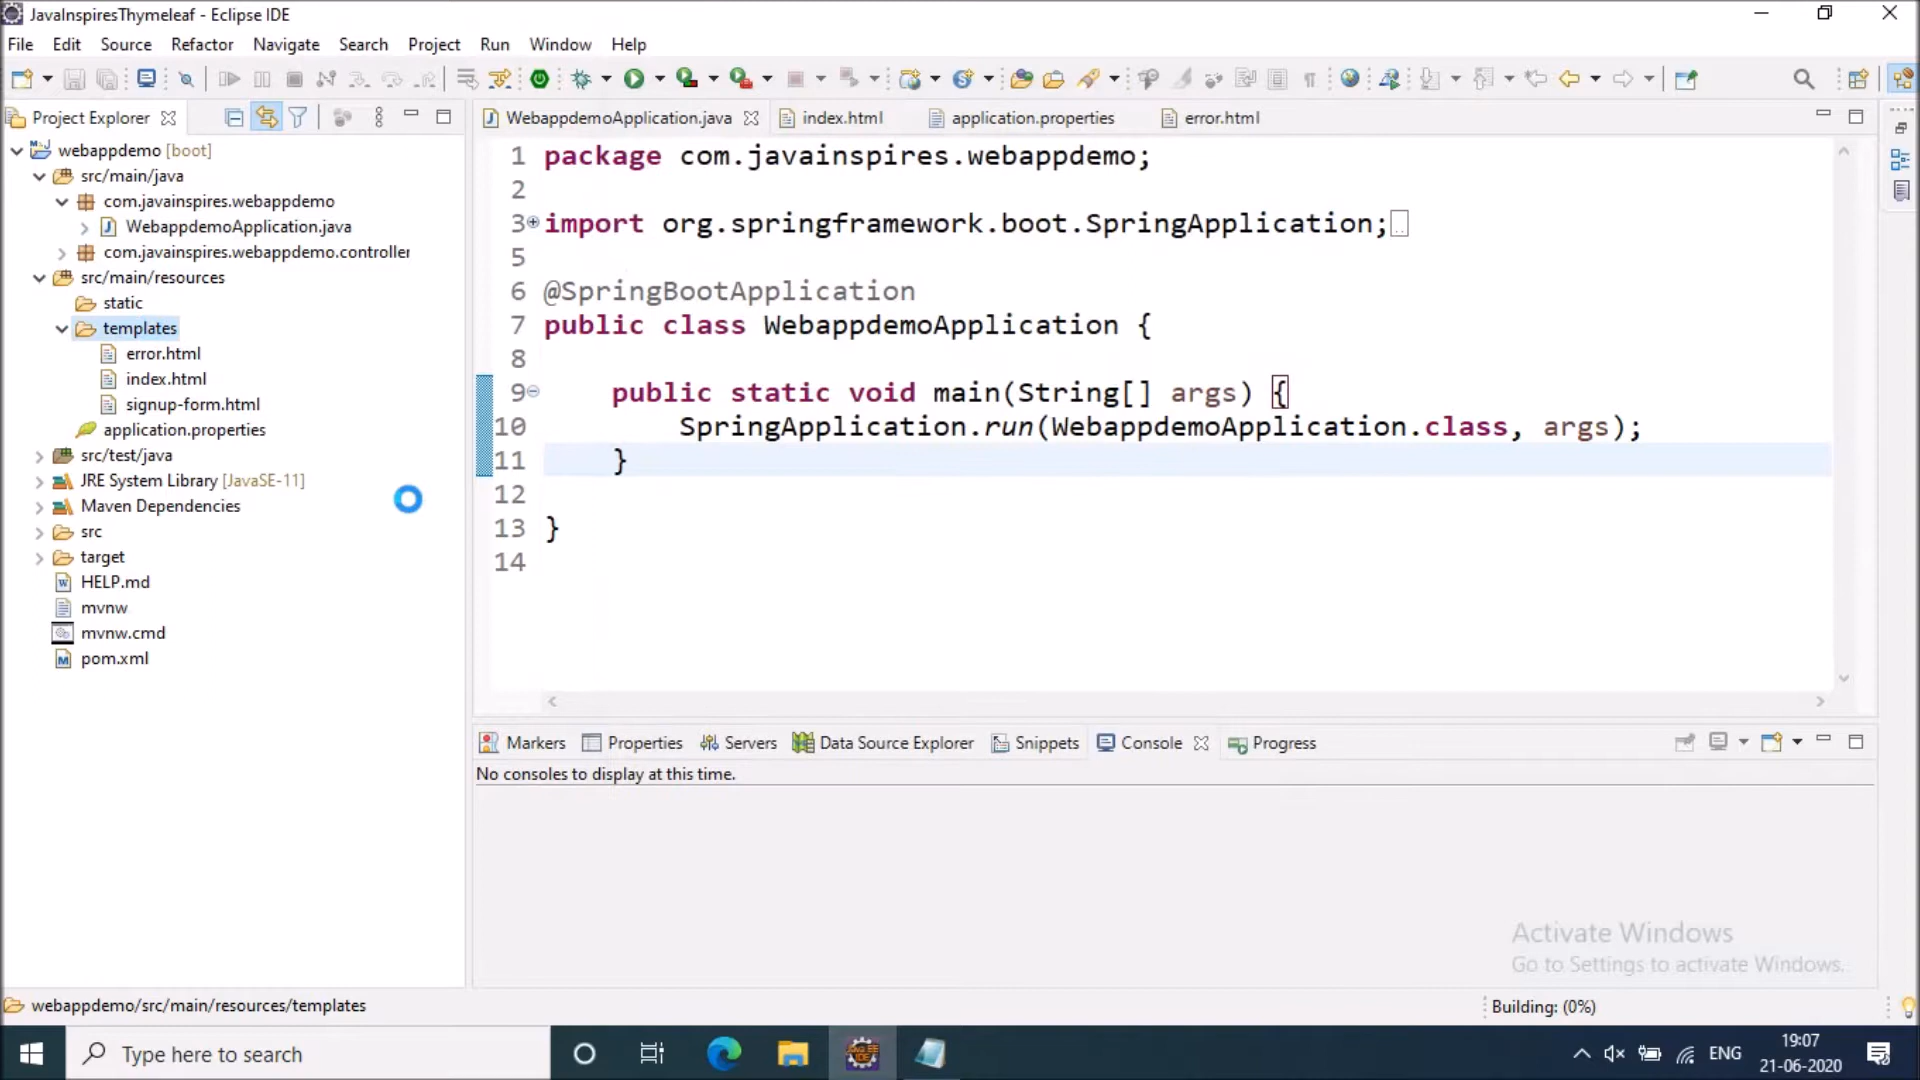 JavaInspiresThymeleaf - Eclipse IDE
File Edit Source Refactor Navigate Search Project Run Window Help
Project Explorer
webappdemo [boot]
src/main/java
com.javainspires.webappdemo
WebappdemoApplication.java
com.javainspires.webappdemo.controller
src/main/resources
static
templates
error.html
index.html
signup-form.html
application.properties
src/test/java
JRE System Library [JavaSE-11]
Maven Dependencies
src
target
HELP.md
mvnw
mvnw.cmd
pom.xml
WebappdemoApplication.java index.html application.properties error.html
1 package com.javainspires.webappdemo;
2
3 import org.springframework.boot.SpringApplication;
5
6 @SpringBootApplication
7 public class WebappdemoApplication {
8
9 public static void main(String[] args) {
10 SpringApplication.run(WebappdemoApplication.class, args);
11 }
12
13 }
14
Markers Properties Servers Data Source Explorer Snippets Console Progress
No consoles to display at this time.
Activate Windows
Go to Settings to activate Windows.
webappdemo/src/main/resources/templates
Building: (0%)
Type here to search
ENG
19:07
21-06-2020